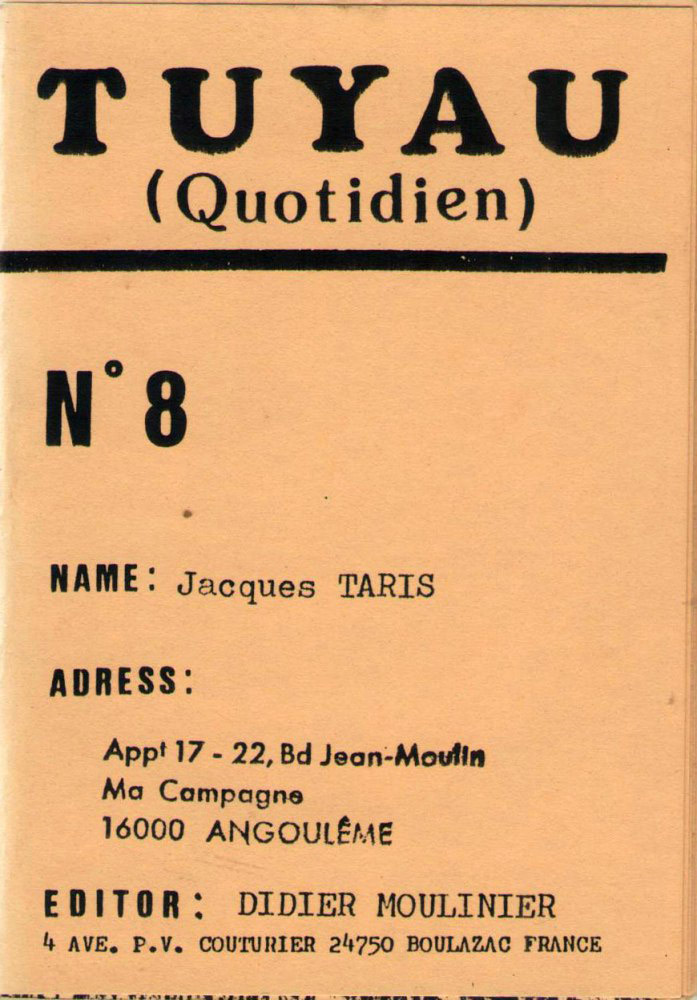 TUYAU
(Quotidien)
N° 8
NAME: Jacques TARIS
ADRESS:
Appt 17 - 22, Bd Jean-Moulin
Ma Campagne
16000 ANGOULÊME
EDITOR: DIDIER MOULINIER
4 AVE. P.V. COUTURIER 24750 BOULAZAC FRANCE